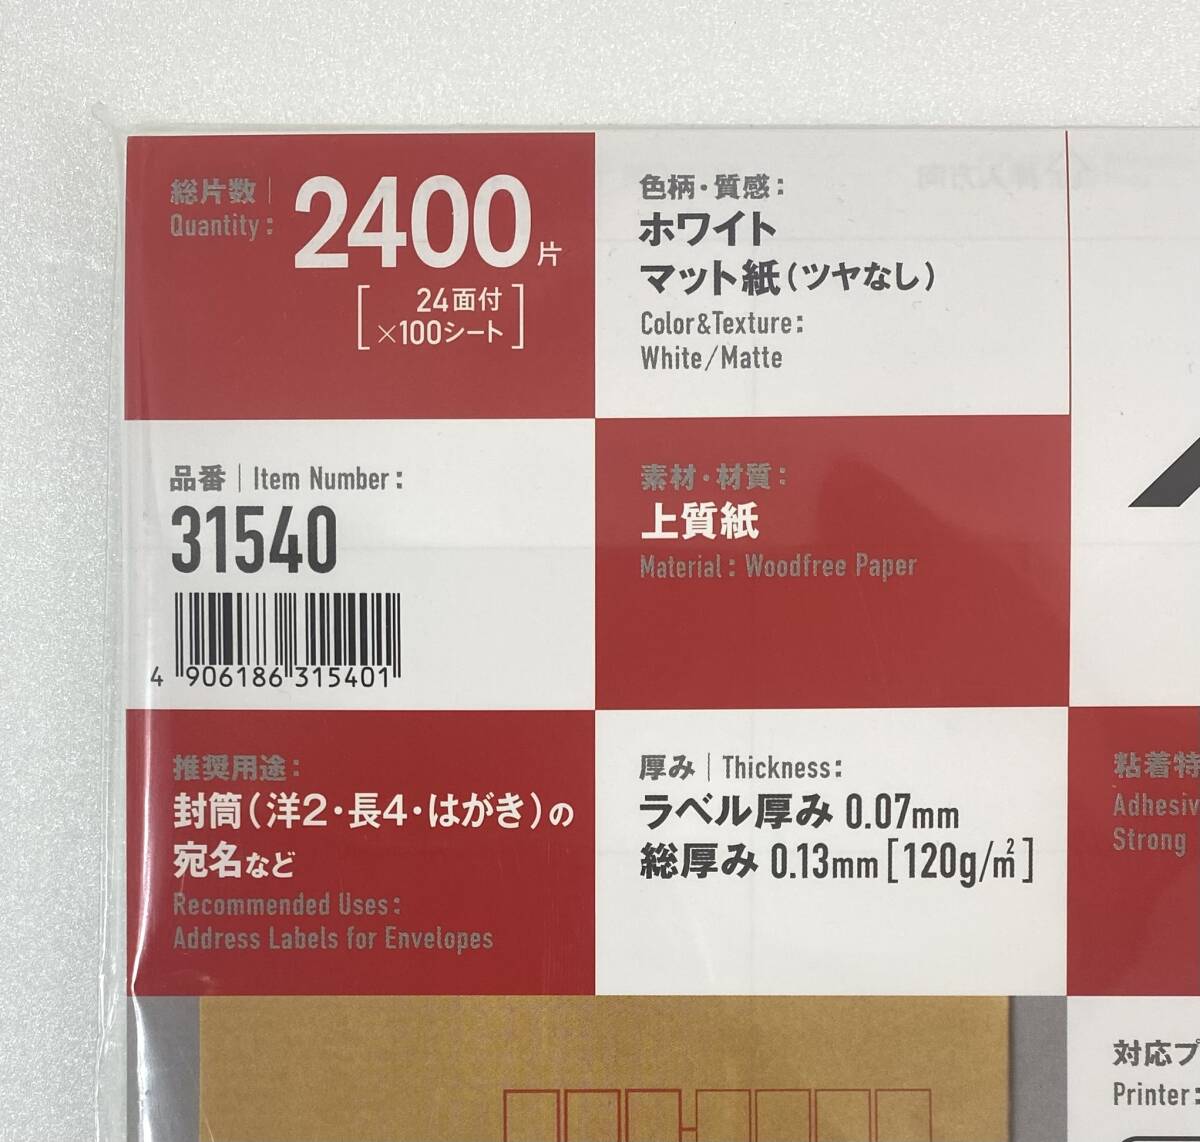 総片数
Quantity:
2400片
[24面付
×100シート]
色柄・質感:
ホワイト
マット紙(ツヤなし)
Color&Texture:
White/Matte
品番|Item Number:
31540
4 906186 315401
素材・材質:
上質紙
Material: Woodfree Paper
推奨用途:
封筒(洋2・長4・はがき)の
宛名など
Recommended Uses:
Address Labels for Envelopes
厚み|Thickness:
ラベル厚み 0.07mm
総厚み 0.13mm[120g/㎡]
粘着特
Adhesiv
Strong
対応プ
Printer: